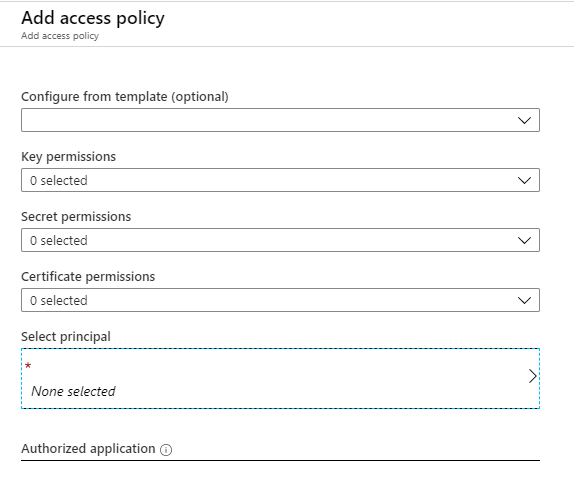 Add access policy
Add access policy
Configure from template (optional)
Key permissions
0 selected
Secret permissions
0 selected
Certificate permissions
0 selected
Select principal
*
None selected
Authorized application